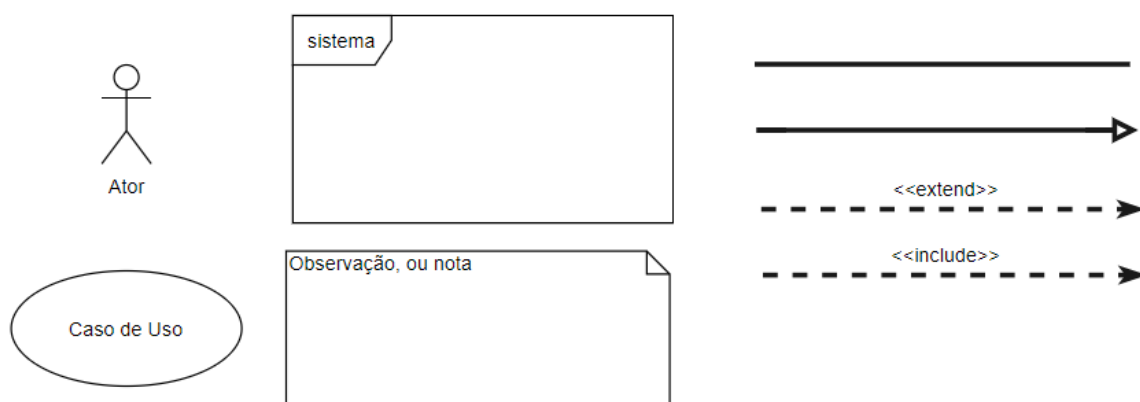 sistema
Ator
<<extend>>
<<include>>
Observação, ou nota
Caso de Uso